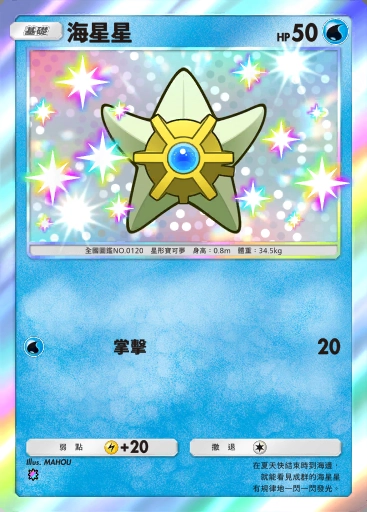 基礎 海星星 HP 50
全國圖鑑NO.0120 星形寶可夢 身高：0.8m 體重：34.5kg
掌擊 20
弱點 +20 撤退
Illus. MAHOU
在夏天快結束時到海邊，
就能看見成群的海星星
有規律地一閃一閃發光。